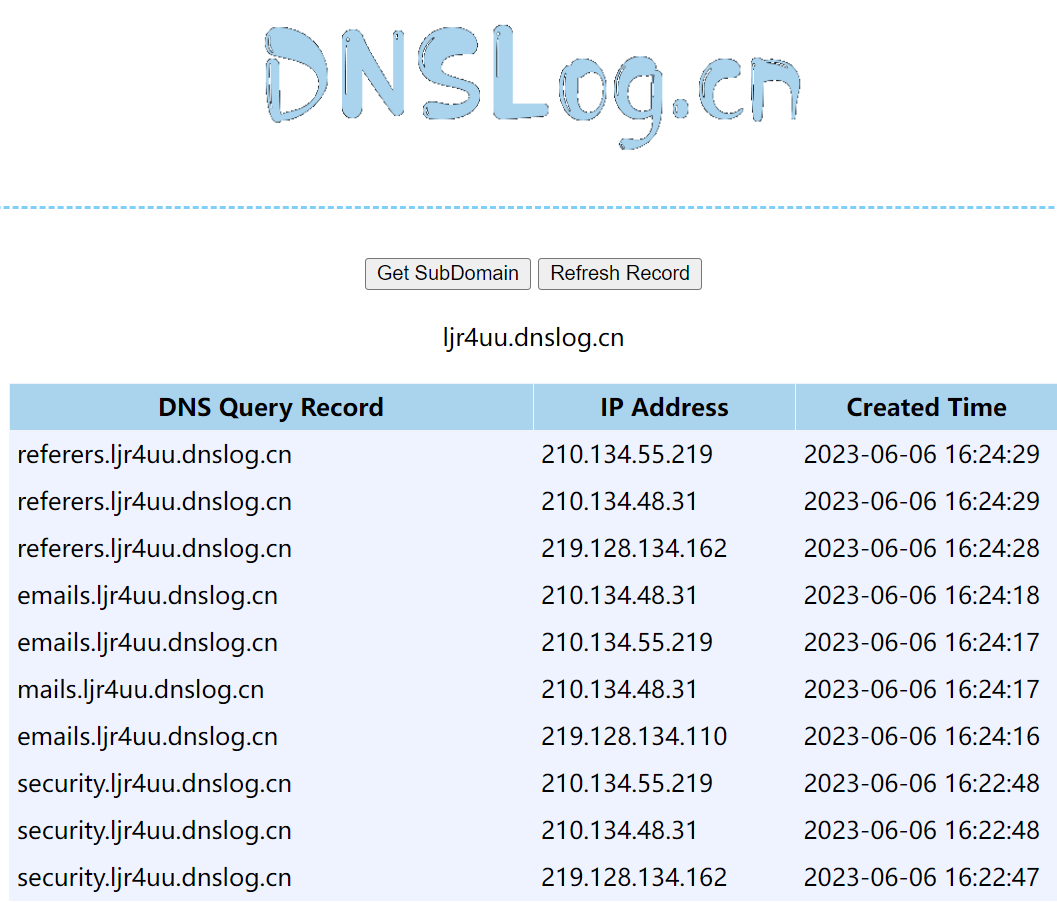 DNSLog.cn
Get SubDomain Refresh Record
ljr4uu.dnslog.cn
DNS Query Record IP Address Created Time
referers.ljr4uu.dnslog.cn 210.134.55.219 2023-06-06 16:24:29
referers.ljr4uu.dnslog.cn 210.134.48.31 2023-06-06 16:24:29
referers.ljr4uu.dnslog.cn 219.128.134.162 2023-06-06 16:24:28
emails.ljr4uu.dnslog.cn 210.134.48.31 2023-06-06 16:24:18
emails.ljr4uu.dnslog.cn 210.134.55.219 2023-06-06 16:24:17
mails.ljr4uu.dnslog.cn 210.134.48.31 2023-06-06 16:24:17
emails.ljr4uu.dnslog.cn 219.128.134.110 2023-06-06 16:24:16
security.ljr4uu.dnslog.cn 210.134.55.219 2023-06-06 16:22:48
security.ljr4uu.dnslog.cn 210.134.48.31 2023-06-06 16:22:48
security.ljr4uu.dnslog.cn 219.128.134.162 2023-06-06 16:22:47